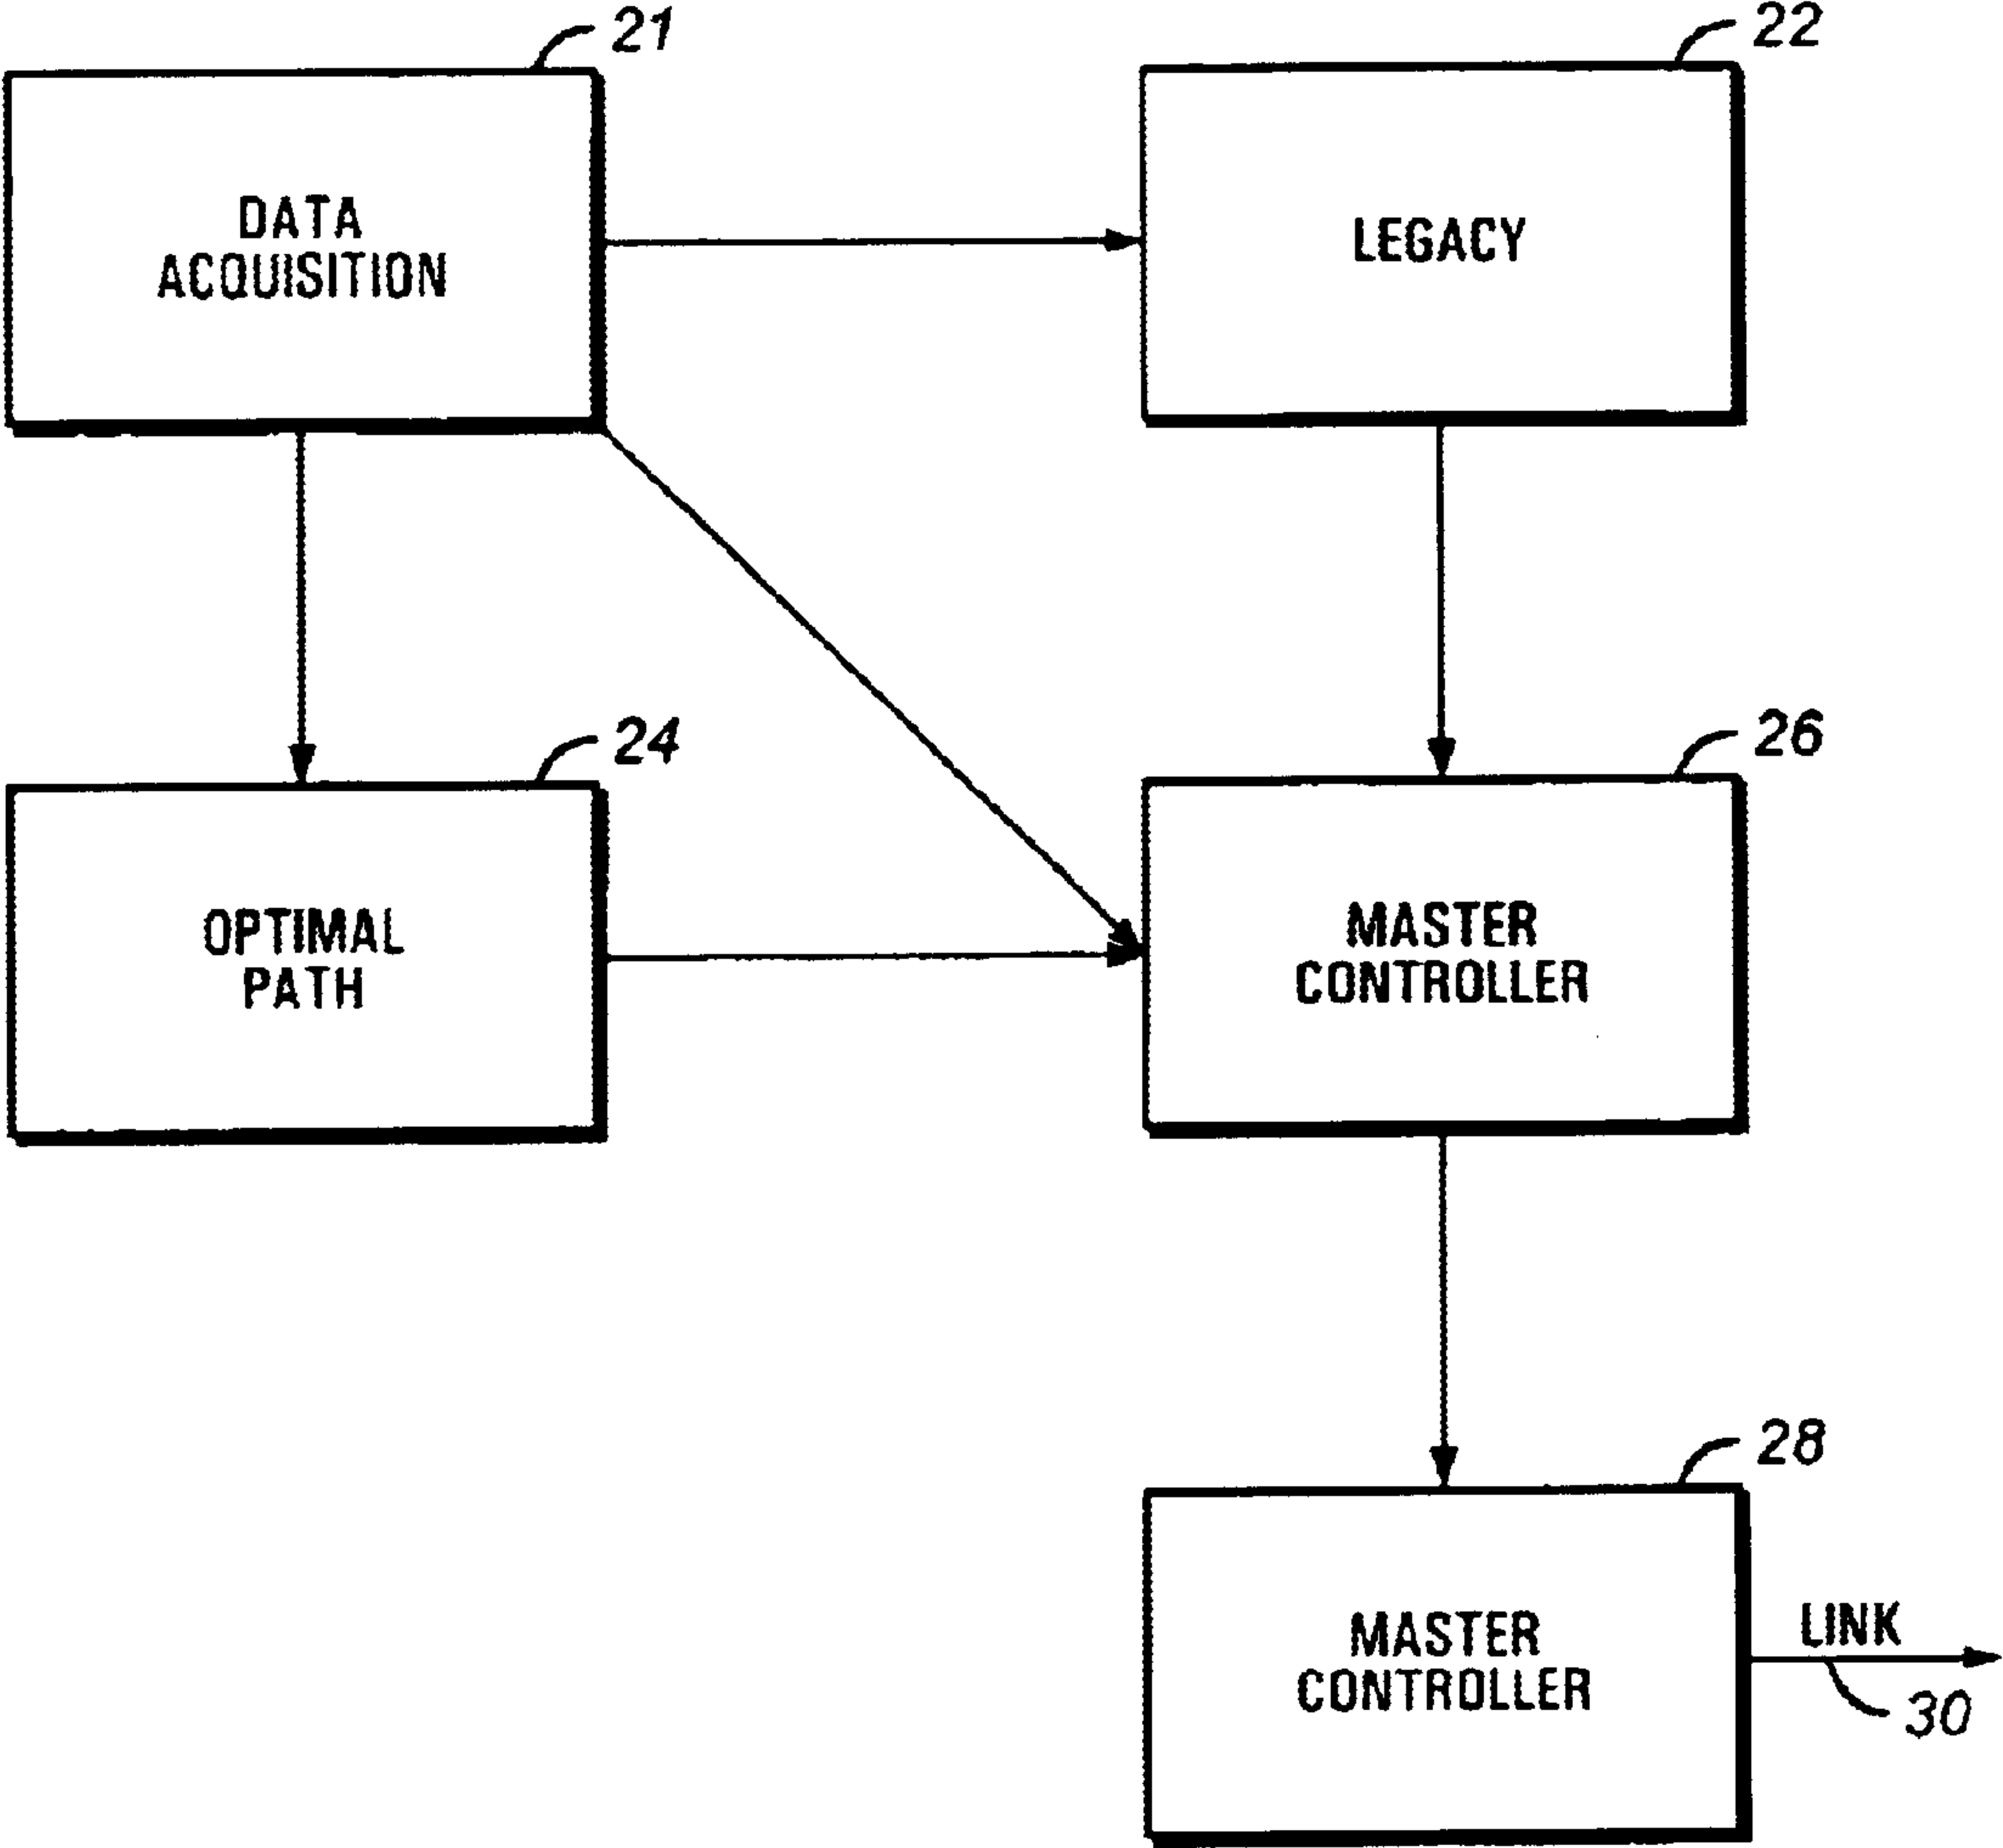 21
22
DATA
ACQUISITION
LEGACY
24
26
OPTIMAL
PATH
MASTER
CONTROLLER
28
MASTER
CONTROLLER
LINK
30